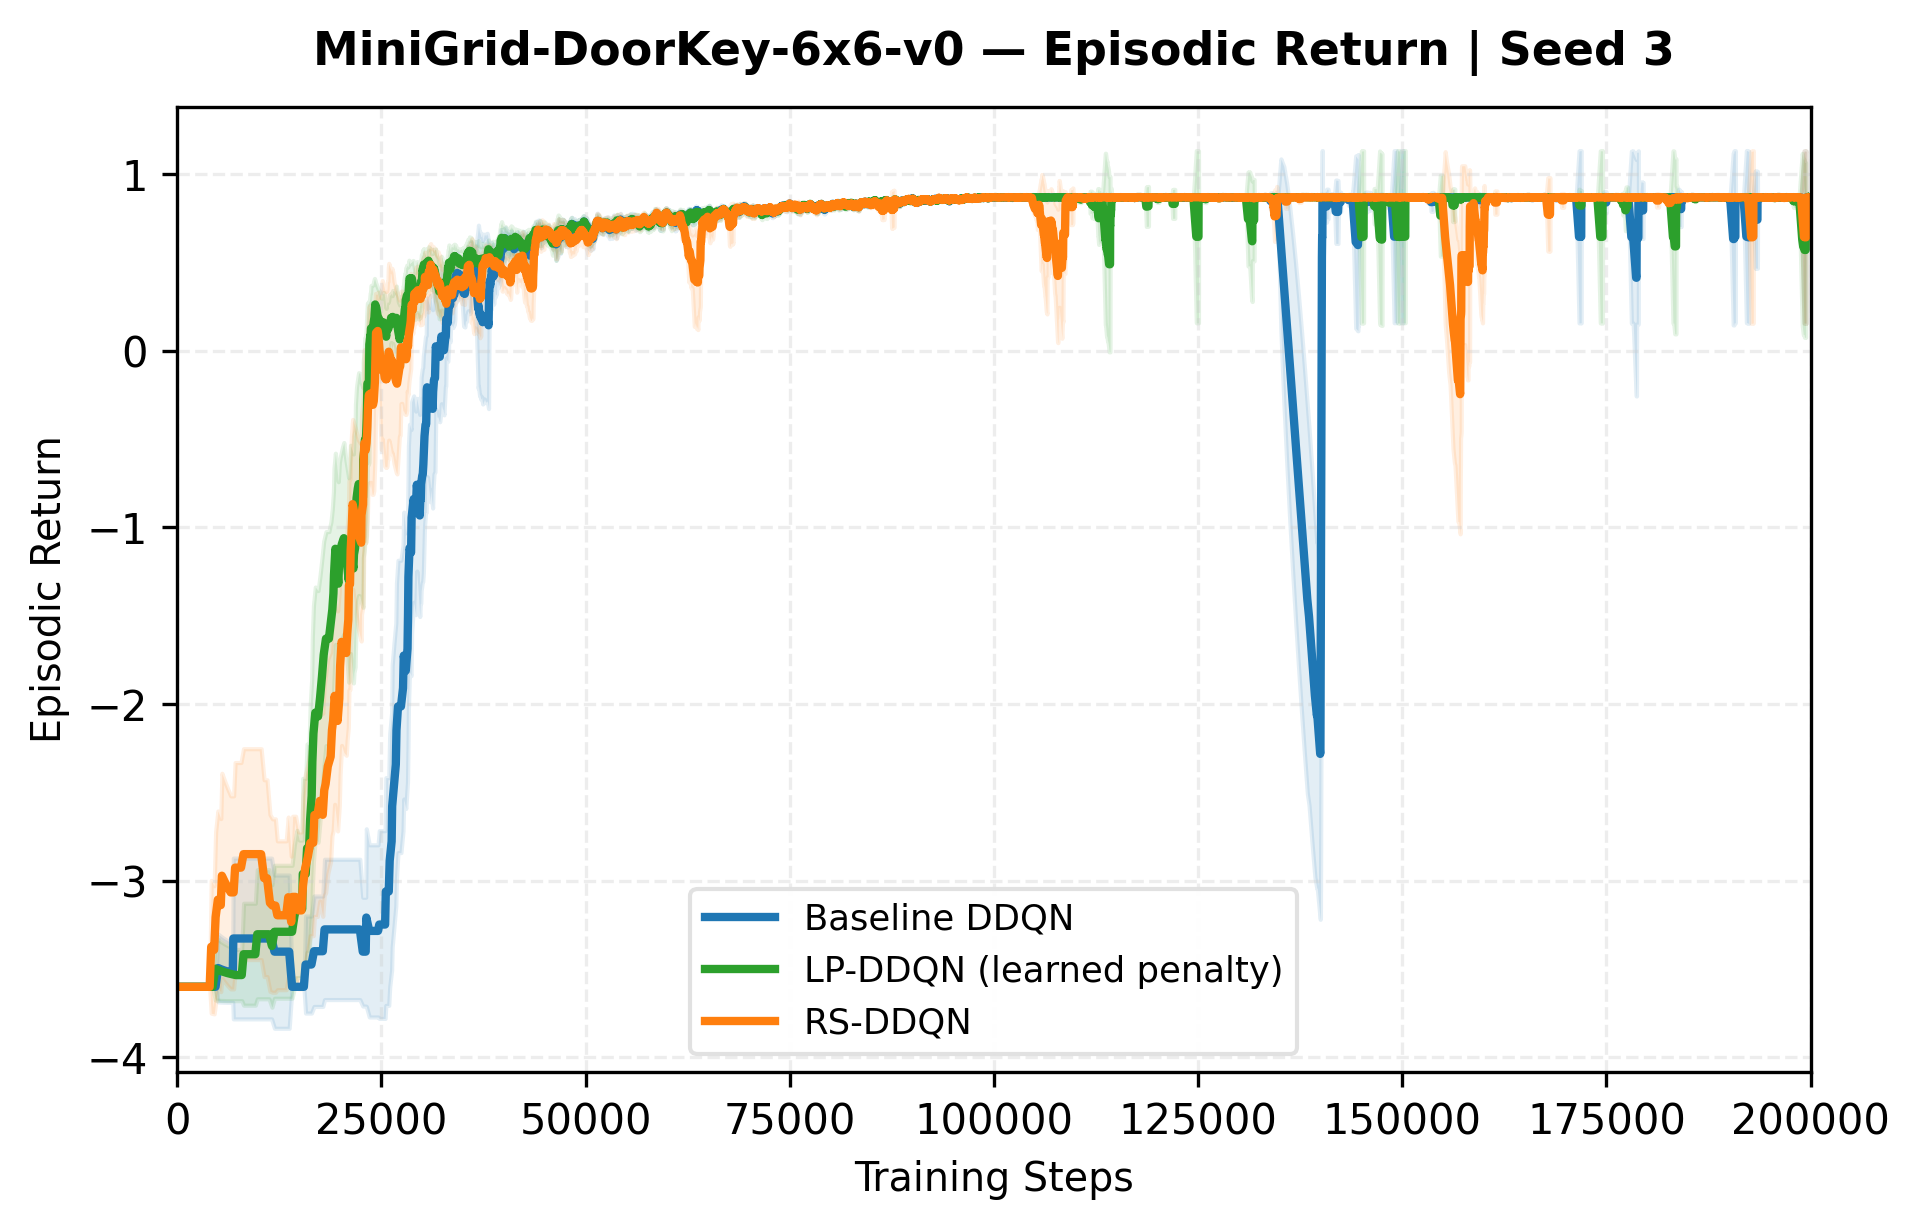 MiniGrid-DoorKey-6x6-v0 — Episodic Return | Seed 3
Episodic Return
1
0
−1
−2
−3
−4
Baseline DDQN
LP-DDQN (learned penalty)
RS-DDQN
0 25000 50000 75000 100000 125000 150000 175000 200000
Training Steps